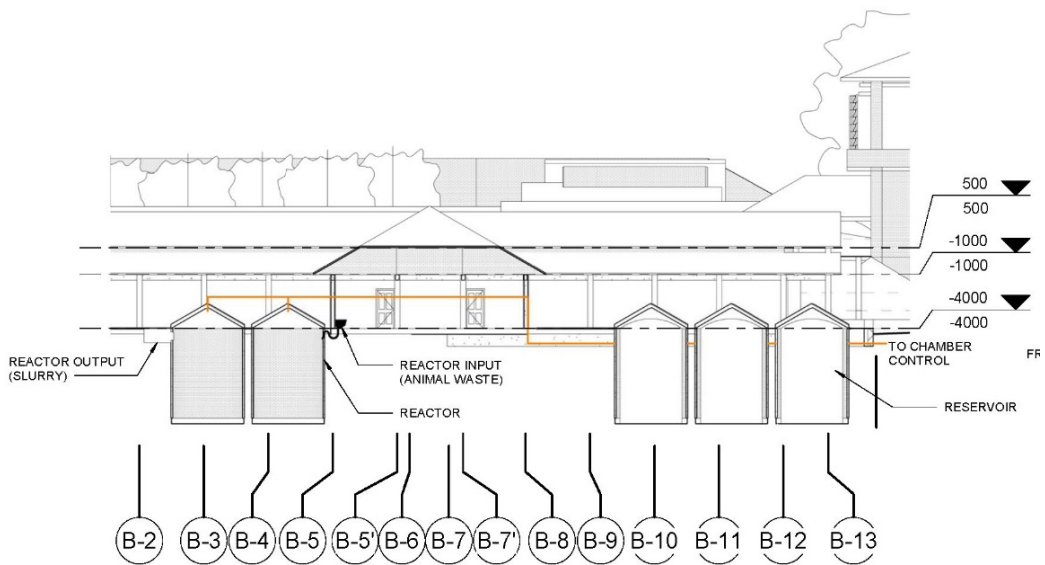 500
500
-1000
-1000
-4000
-4000
REACTOR OUTPUT
(SLURRY)
REACTOR INPUT
(ANIMAL WASTE)
REACTOR
TO CHAMBER
CONTROL
FR
RESERVOIR
B-2
B-3
B-4
B-5
B-5'
B-6
B-7
B-7'
B-8
B-9
B-10
B-11
B-12
B-13